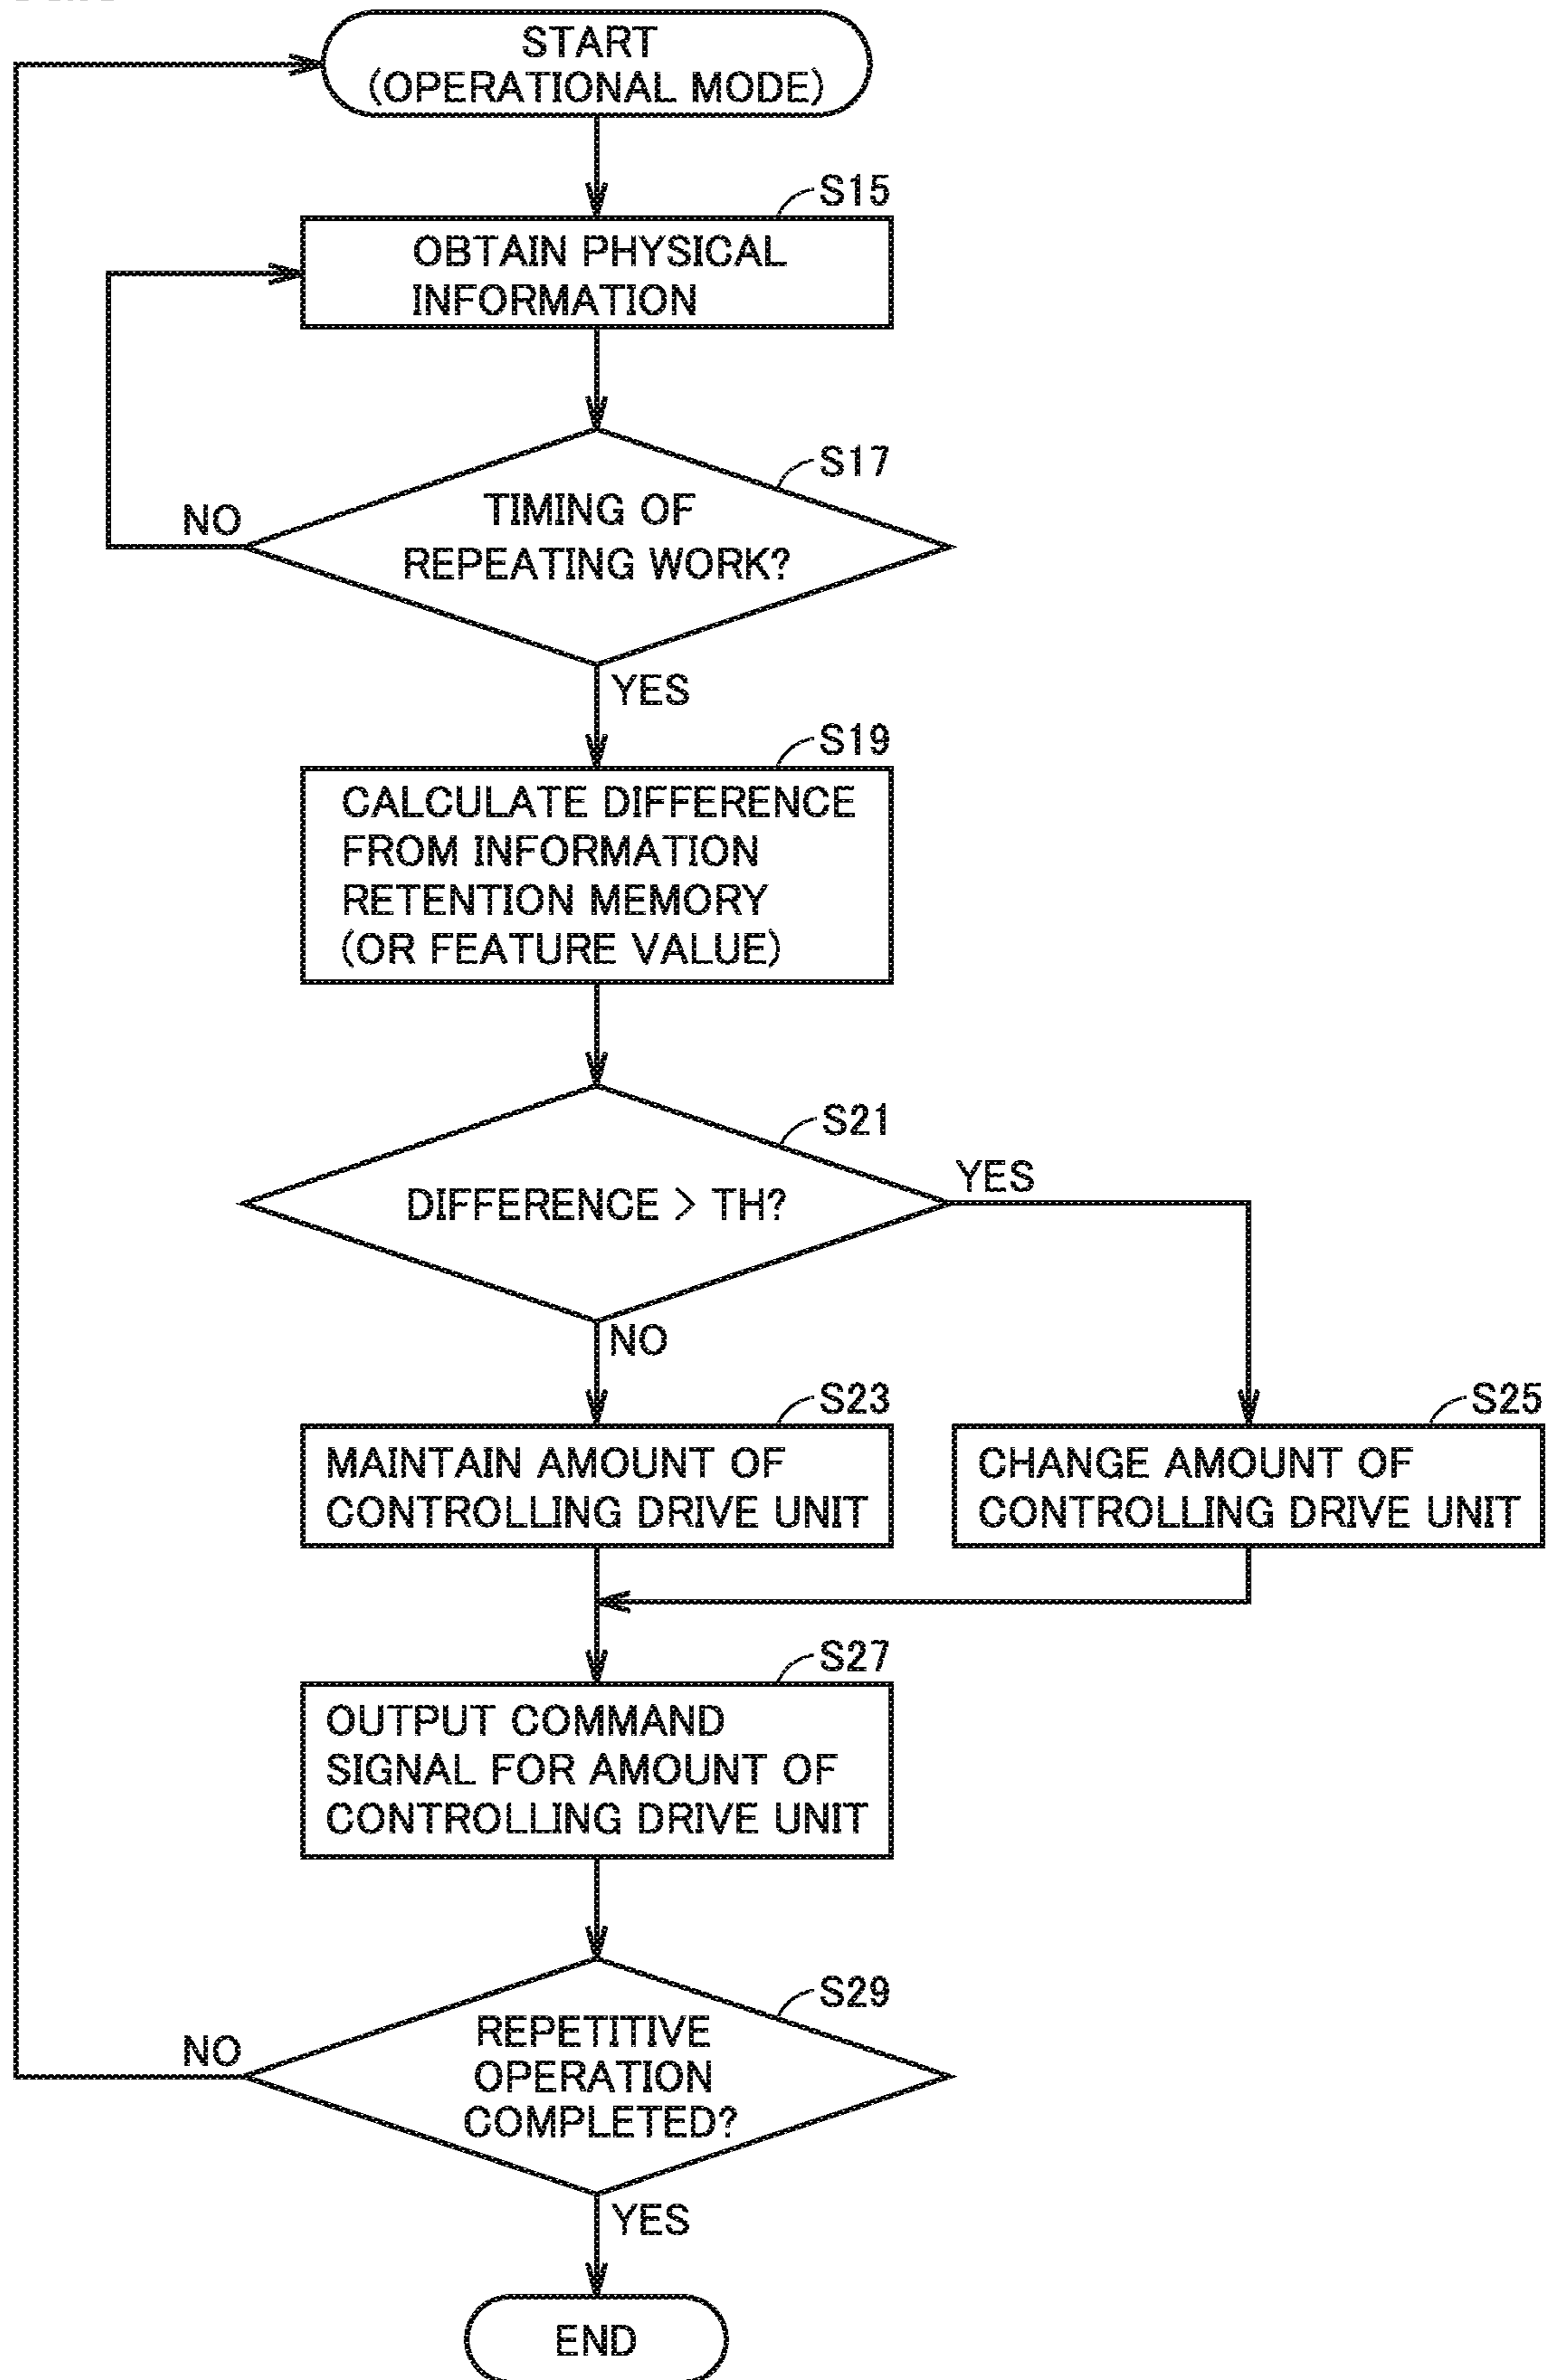 START
(OPERATIONAL MODE)
S15
OBTAIN PHYSICAL
INFORMATION
S17
TIMING OF
REPEATING WORK?
NO
YES
S19
CALCULATE DIFFERENCE
FROM INFORMATION
RETENTION MEMORY
(OR FEATURE VALUE)
S21
DIFFERENCE > TH?
YES
NO
S23
MAINTAIN AMOUNT OF
CONTROLLING DRIVE UNIT
S25
CHANGE AMOUNT OF
CONTROLLING DRIVE UNIT
S27
OUTPUT COMMAND
SIGNAL FOR AMOUNT OF
CONTROLLING DRIVE UNIT
S29
REPETITIVE
OPERATION
COMPLETED?
NO
YES
END